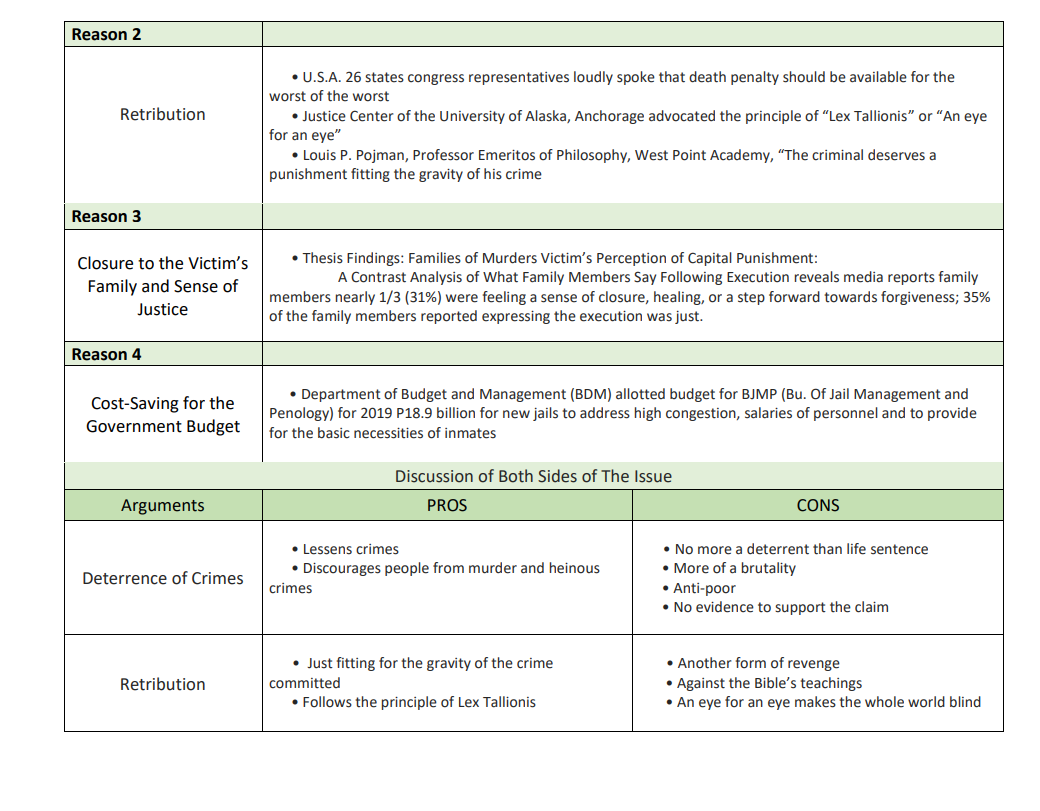 Reason 2
Retribution
• U.S.A. 26 states congress representatives loudly spoke that death penalty should be available for the
worst of the worst
• Justice Center of the University of Alaska, Anchorage advocated the principle of “Lex Tallionis” or “An eye
for an eye”
• Louis P. Pojman, Professor Emeritos of Philosophy, West Point Academy, “The criminal deserves a
punishment fitting the gravity of his crime
Reason 3
Closure to the Victim’s
Family and Sense of
Justice
• Thesis Findings: Families of Murders Victim’s Perception of Capital Punishment:
A Contrast Analysis of What Family Members Say Following Execution reveals media reports family
members nearly 1/3 (31%) were feeling a sense of closure, healing, or a step forward towards forgiveness; 35%
of the family members reported expressing the execution was just.
Reason 4
Cost-Saving for the
Government Budget
• Department of Budget and Management (BDM) allotted budget for BJMP (Bu. Of Jail Management and
Penology) for 2019 P18.9 billion for new jails to address high congestion, salaries of personnel and to provide
for the basic necessities of inmates
Discussion of Both Sides of The Issue
Arguments PROS CONS
Deterrence of Crimes
• Lessens crimes
• Discourages people from murder and heinous
crimes
• No more a deterrent than life sentence
• More of a brutality
• Anti-poor
• No evidence to support the claim
Retribution
• Just fitting for the gravity of the crime
committed
• Follows the principle of Lex Tallionis
• Another form of revenge
• Against the Bible’s teachings
• An eye for an eye makes the whole world blind